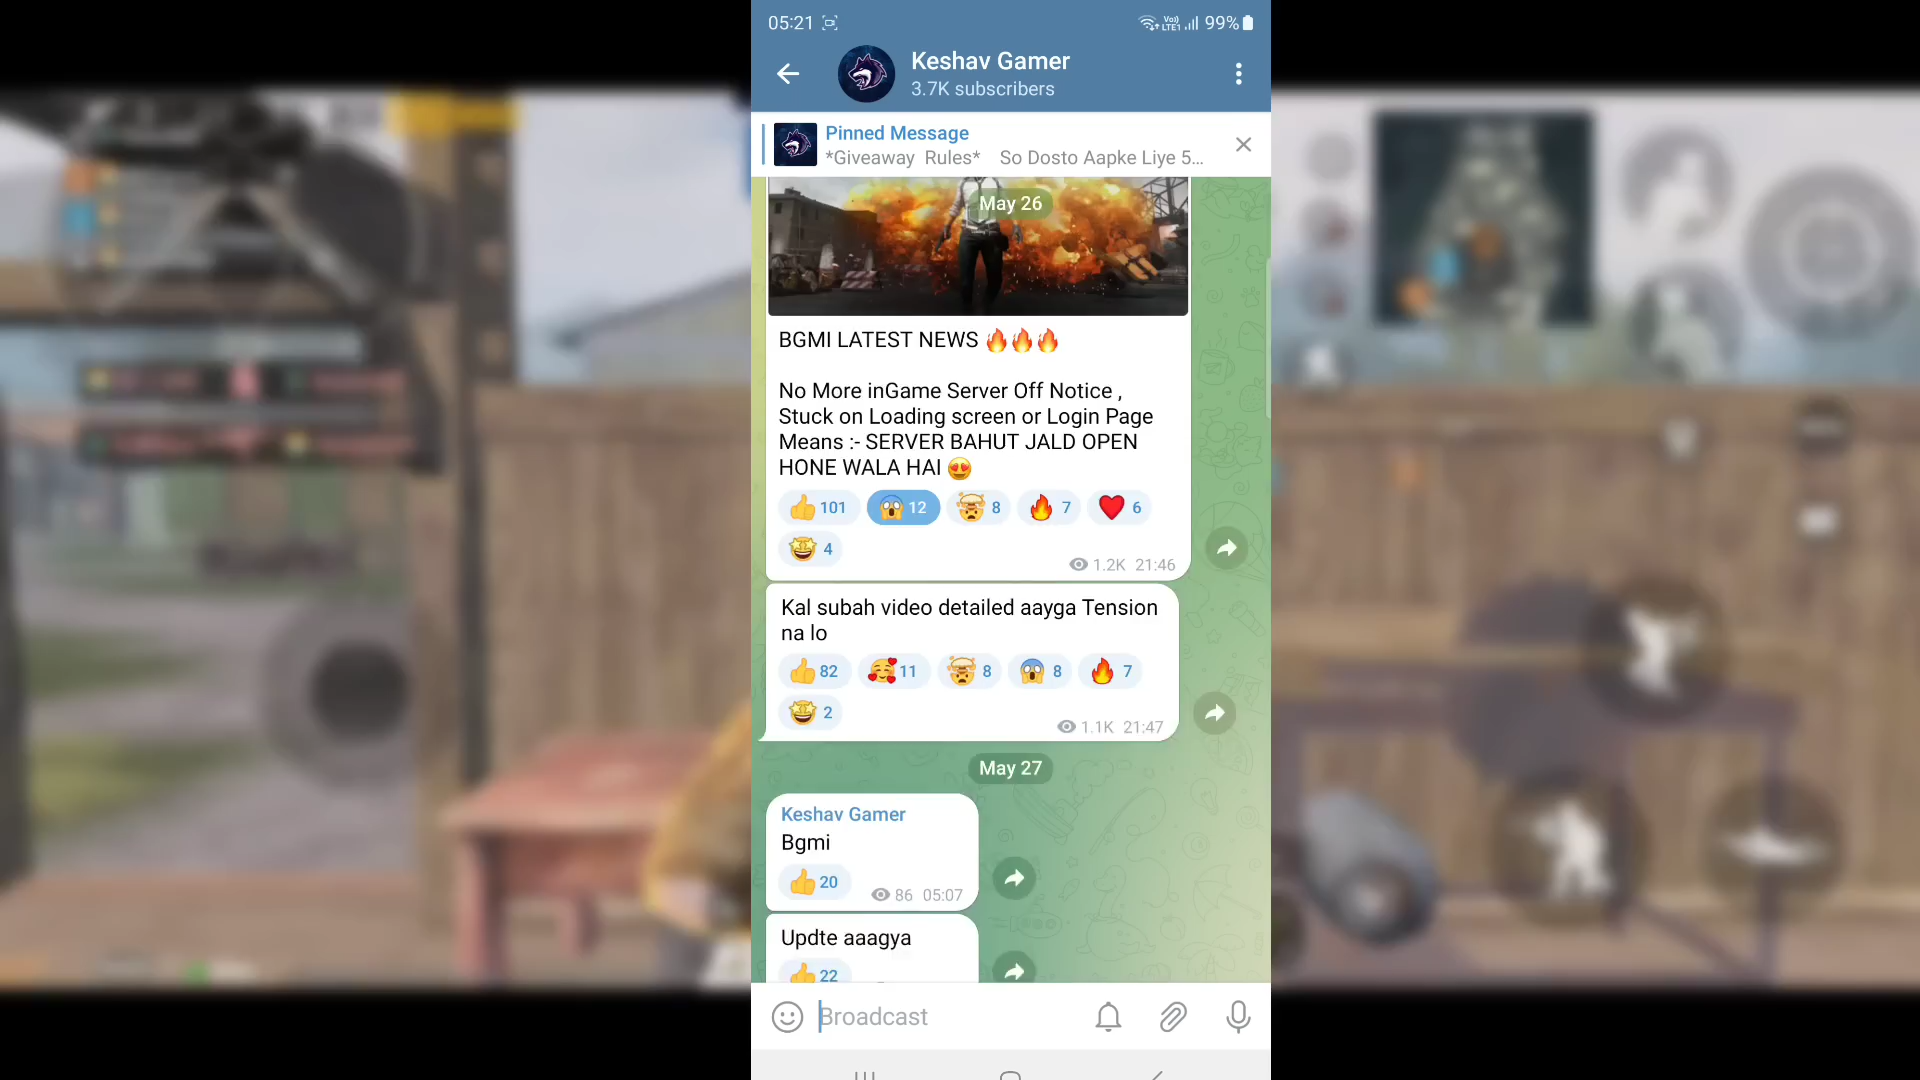 05:21 Vo) LTE1 99%
Keshav Gamer
3.7K subscribers
Pinned Message
*Giveaway Rules* So Dosto Aapke Liye 5...
May 26
BGMI LATEST NEWS 🔥🔥🔥
No More inGame Server Off Notice ,
Stuck on Loading screen or Login Page
Means :- SERVER BAHUT JALD OPEN
HONE WALA HAI 😍
👍 101 😱 12 🤯 8 🔥 7 ❤️ 6
🤩 4
1.2K 21:46
Kal subah video detailed aayga Tension
na lo
👍 82 🥰 11 🤯 8 😱 8 🔥 7
🤩 2
1.1K 21:47
May 27
Keshav Gamer
Bgmi
👍 20
86 05:07
Updte aaagya
👍 22
Broadcast